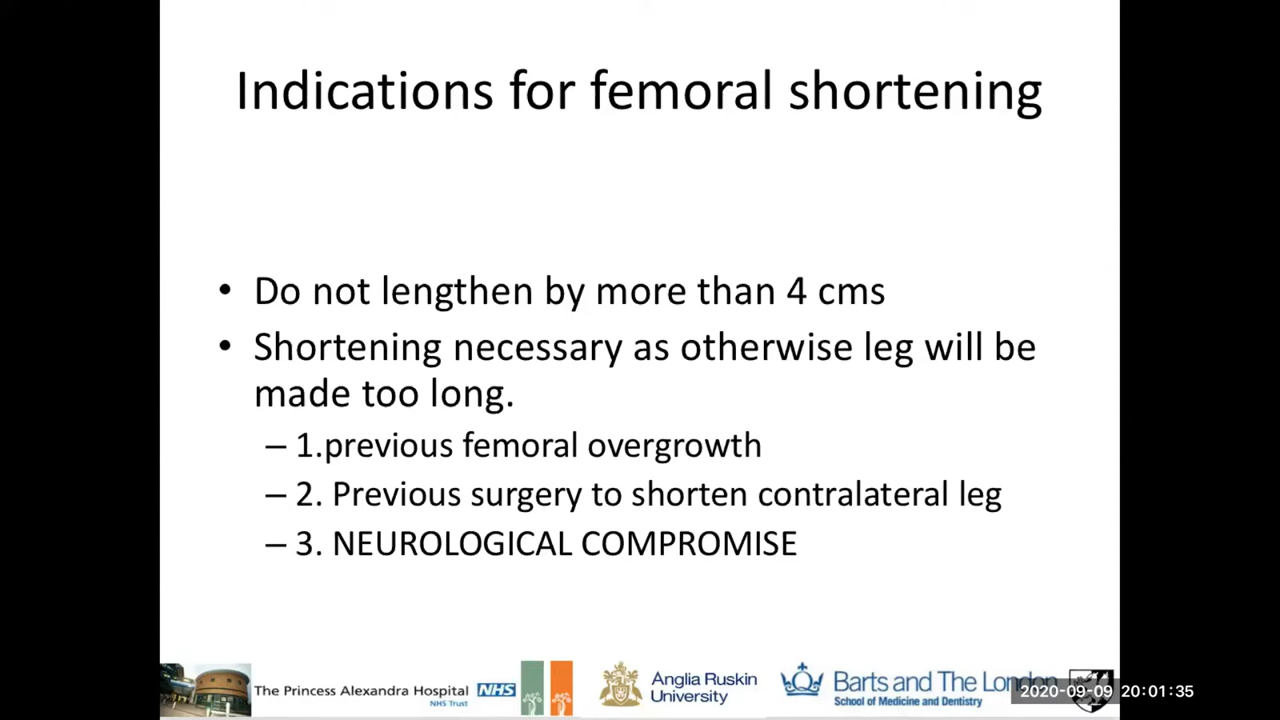 Indications for femoral shortening
• Do not lengthen by more than 4 cms
• Shortening necessary as otherwise leg will be
made too long.
– 1.previous femoral overgrowth
– 2. Previous surgery to shorten contralateral leg
– 3. NEUROLOGICAL COMPROMISE
The Princess Alexandra Hospital NHS
NHS Trust
Anglia Ruskin
University
Barts and The London
School of Medicine and Dentistry
2020-09-09 20:01:35